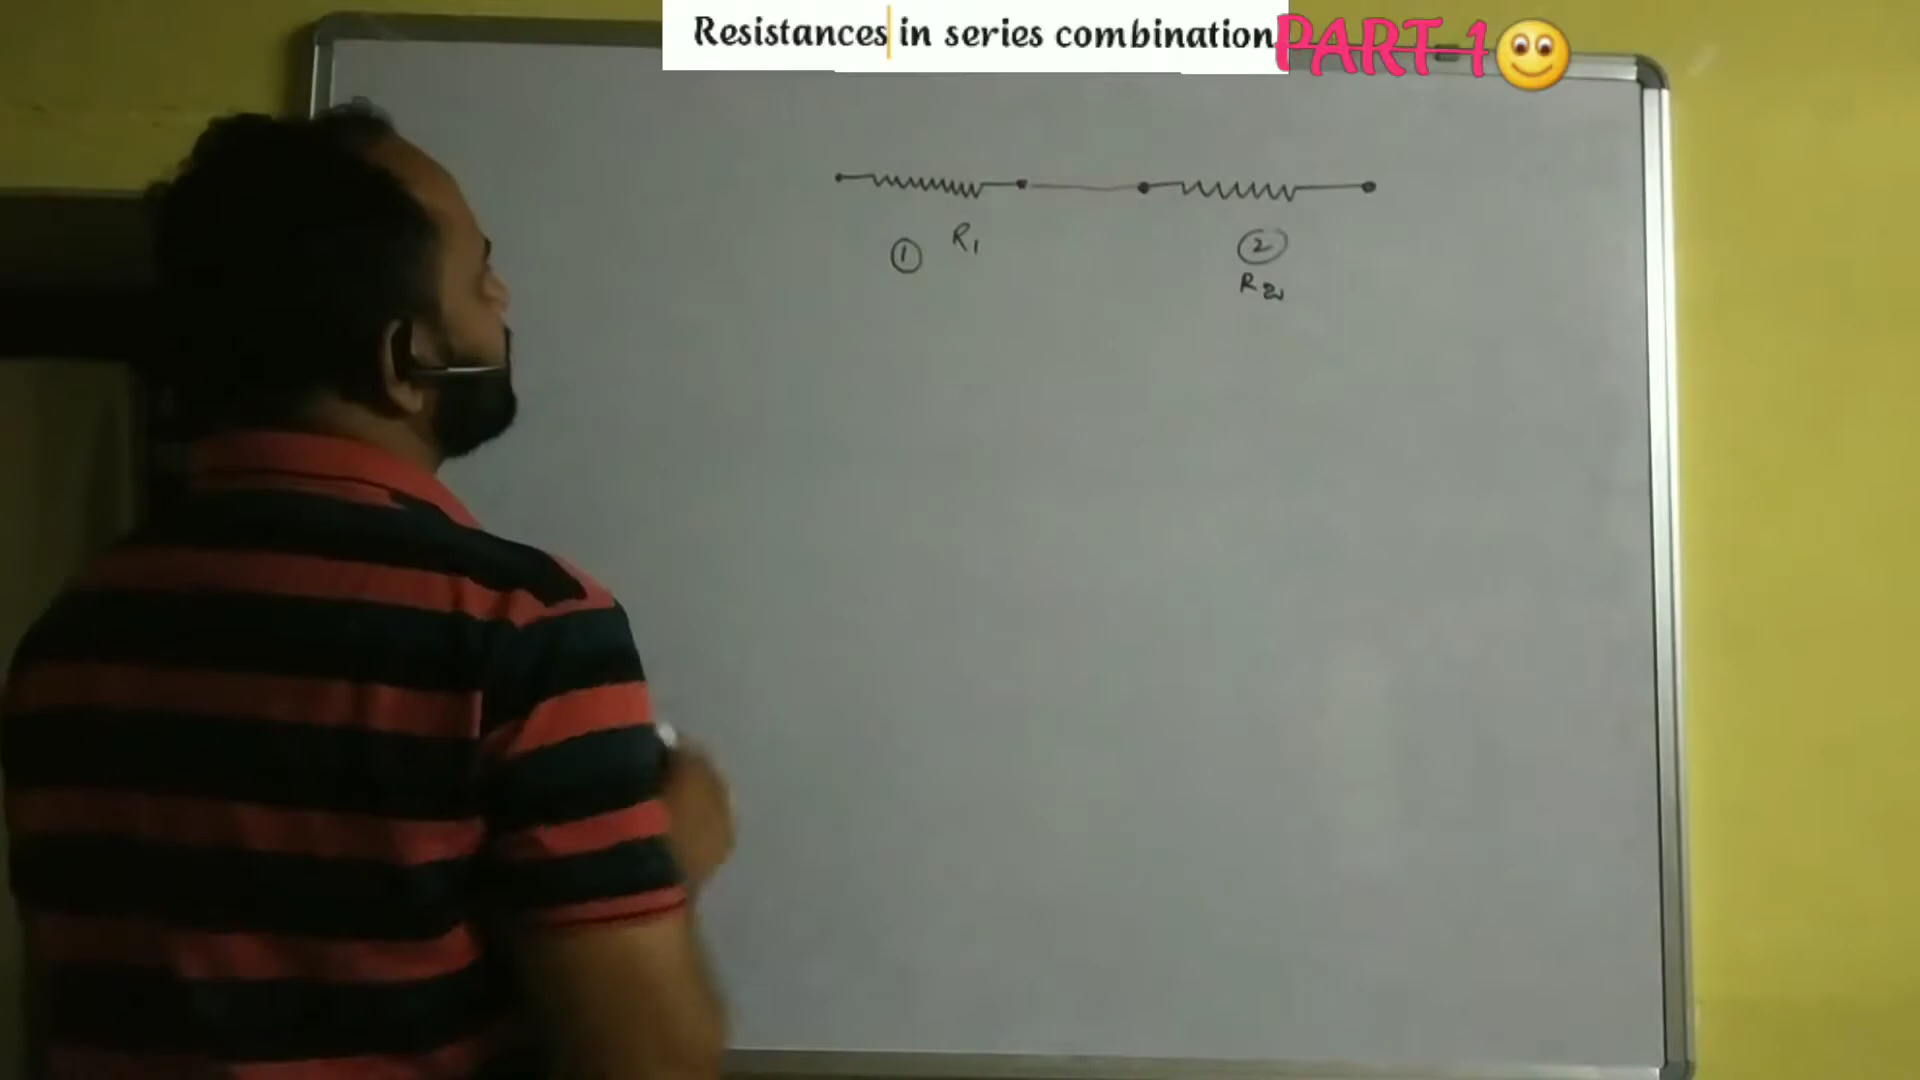 Resistances in series combination PART-1
① R₁
②
R₂